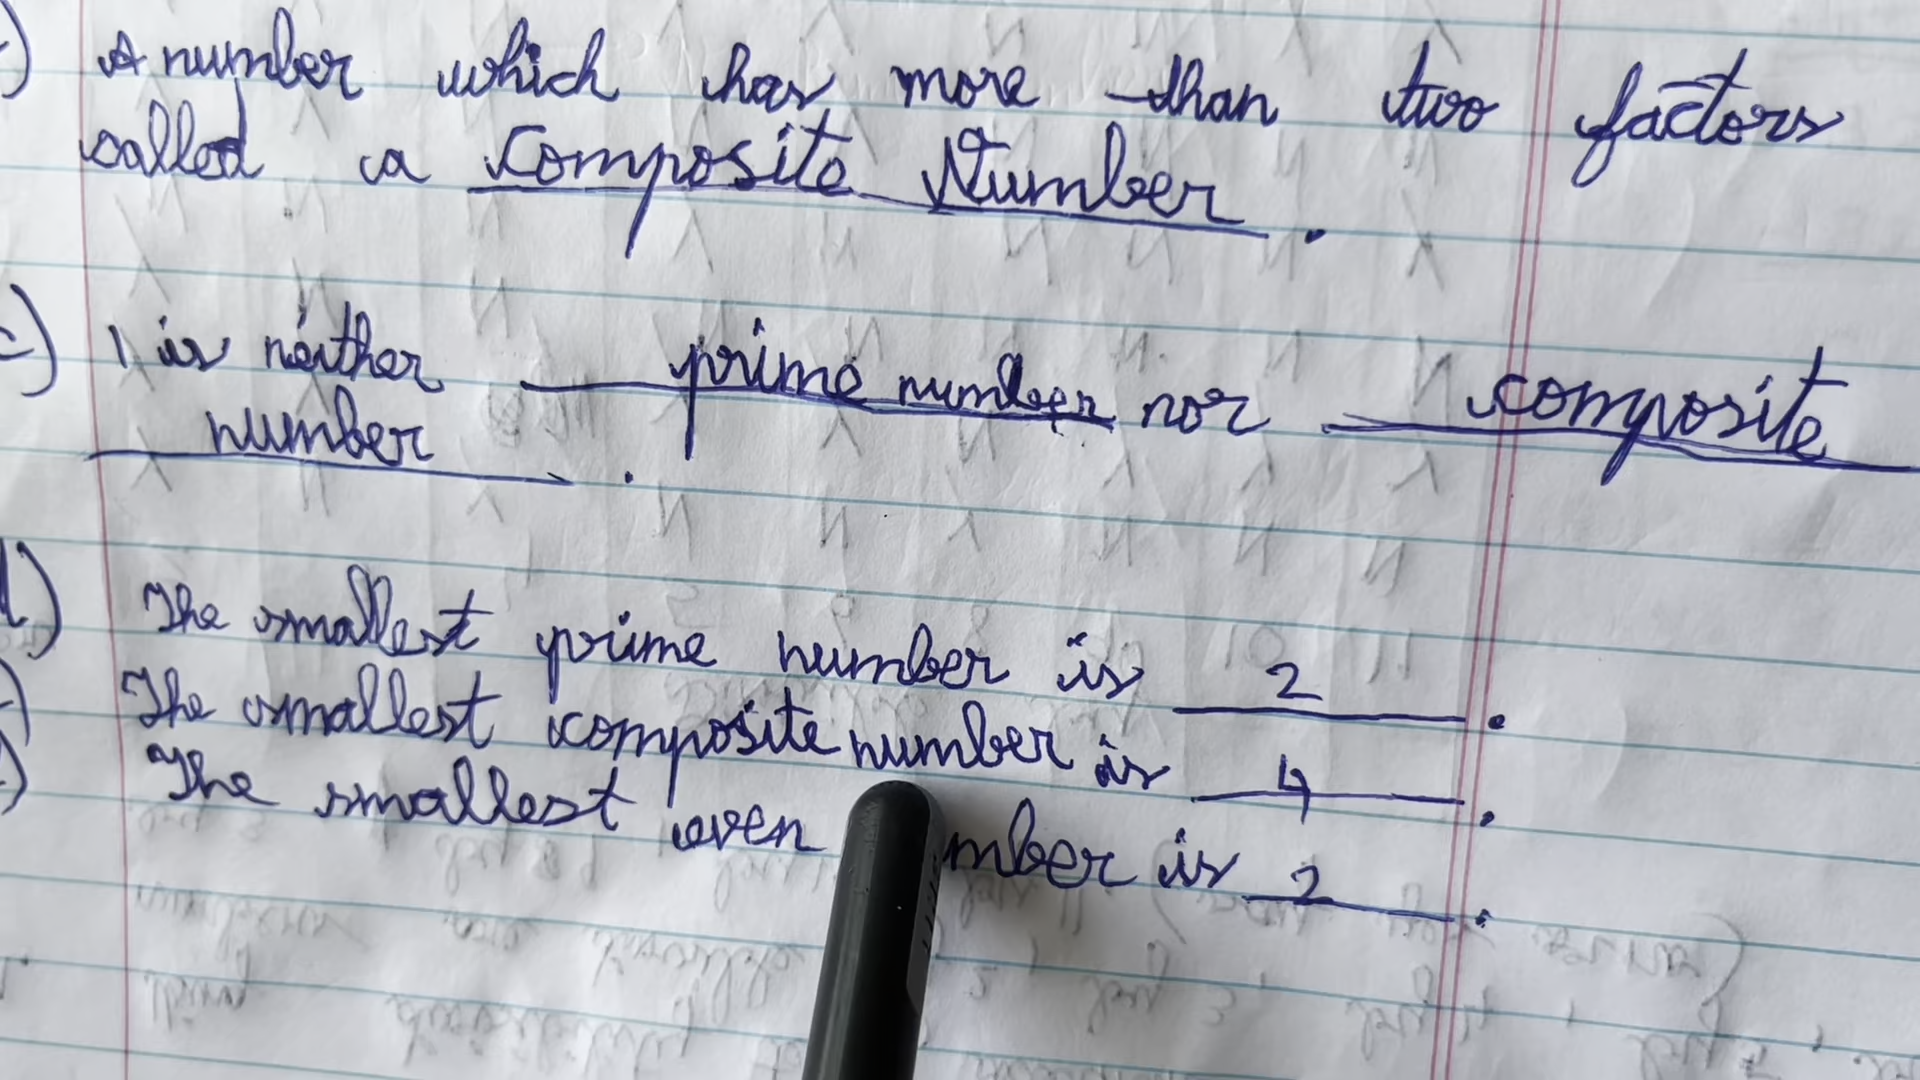 ) A number which has more than two factors
called a Composite Number .
c) 1 is neither prime number nor composite
number .
d) The smallest prime number is 2 .
) The smallest composite number is 4 .
) The smallest even mber is 2 .